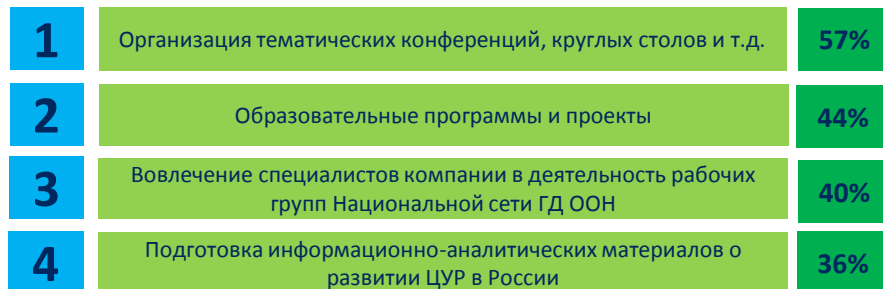 1
Организация тематических конференций, круглых столов и т.д.
57%
2
Образовательные программы и проекты
44%
3
Вовлечение специалистов компании в деятельность рабочих
групп Национальной сети ГД ООН
40%
4
Подготовка информационно-аналитических материалов о
развитии ЦУР в России
36%